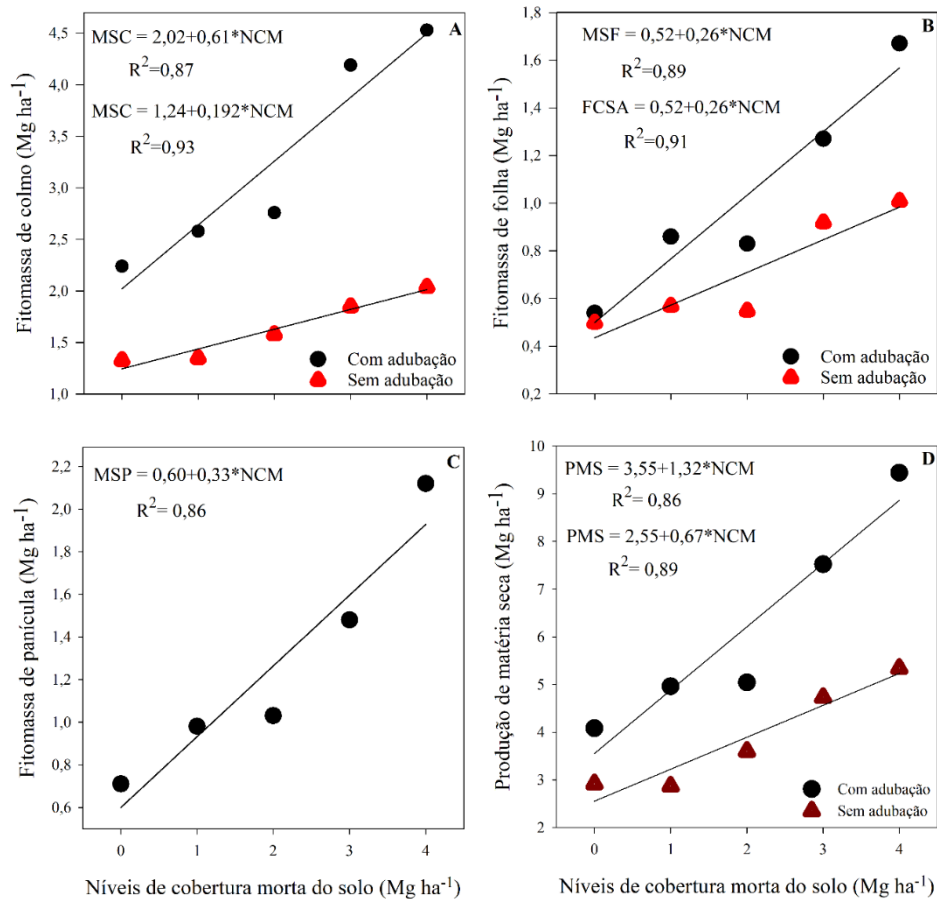 A
MSC = 2,02+0,61*NCM
R²=0,87
MSC = 1,24+0,192*NCM
R²=0,93
4,5
4,0
3,5
3,0
2,5
2,0
1,5
1,0
Fitomassa de colmo (Mg ha⁻¹)
Com adubação
Sem adubação
B
MSF = 0,52+0,26*NCM
R²=0,89
FCSA = 0,52+0,26*NCM
R²=0,91
1,8
1,6
1,4
1,2
1,0
0,8
0,6
0,4
0,2
Fitomassa de folha (Mg ha⁻¹)
Com adubação
Sem adubação
C
MSP = 0,60+0,33*NCM
R²= 0,86
2,2
2,0
1,8
1,6
1,4
1,2
1,0
0,8
0,6
Fitomassa de panícula (Mg ha⁻¹)
0 1 2 3 4
Níveis de cobertura morta do solo (Mg ha⁻¹)
D
PMS = 3,55+1,32*NCM
R²= 0,86
PMS = 2,55+0,67*NCM
R²= 0,89
10
9
8
7
6
5
4
3
2
Produção de matéria seca (Mg ha⁻¹)
Com adubação
Sem adubação
0 1 2 3 4
Níveis de cobertura morta do solo (Mg ha⁻¹)